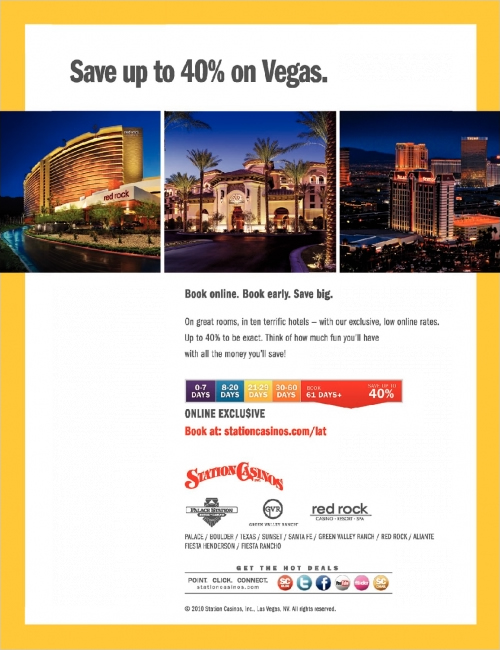 Save up to 40% on Vegas.
red rock
Book online. Book early. Save big.
On great rooms, in ten terrific hotels – with our exclusive, low online rates.
Up to 40% to be exact. Think of how much fun you'll have
with all the money you'll save!
0-7 DAYS
8-20 DAYS
21-29 DAYS
30-60 DAYS
BOOK 61 DAYS+
SAVE UP TO 40%
ONLINE EXCLU$IVE
Book at: stationcasinos.com/lat
STATION CASINOS
PALACE STATION
GVR
GREEN VALLEY RANCH
red rock
CASINO · RESORT · SPA
PALACE / BOULDER / TEXAS / SUNSET / SANTA FE / GREEN VALLEY RANCH / RED ROCK / ALIANTE
FIESTA HENDERSON / FIESTA RANCHO
GET THE HOT DEALS
POINT. CLICK. CONNECT.
stationcasinos.com
SC
t
f
You
flickr
SC
© 2010 Station Casinos, Inc., Las Vegas, NV. All rights reserved.